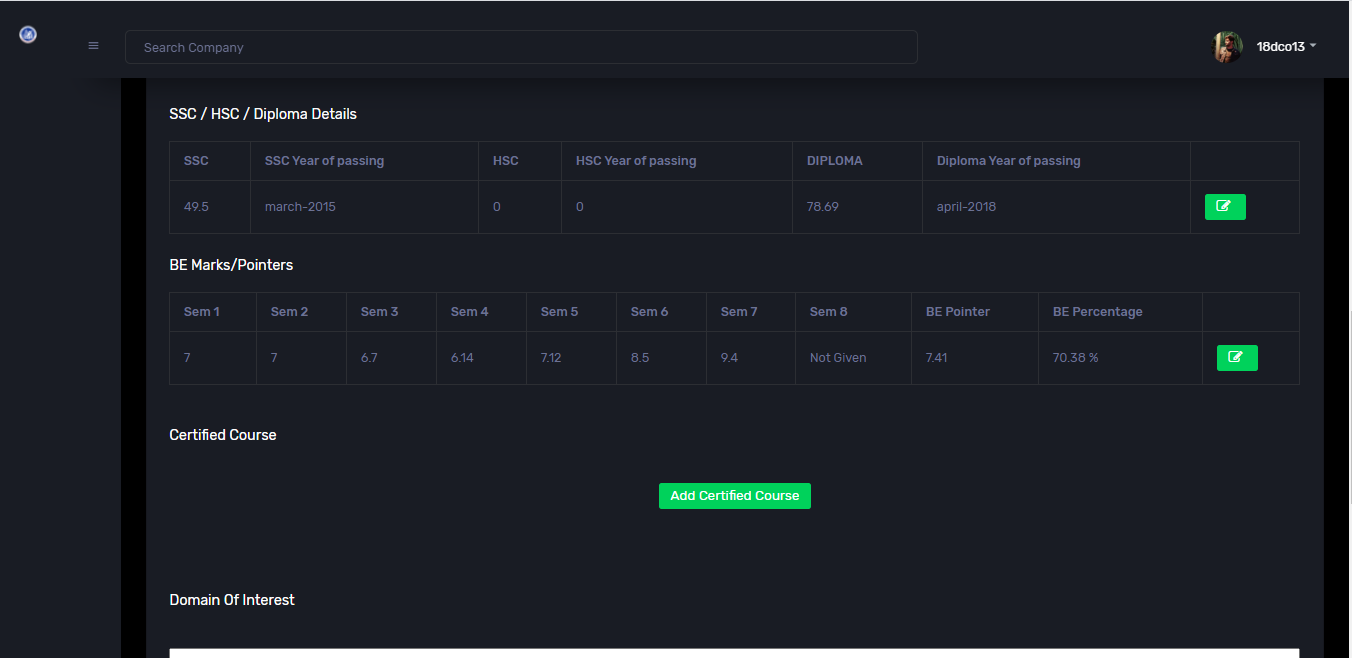 Search Company
18dco13
SSC / HSC / Diploma Details
SSC SSC Year of passing HSC HSC Year of passing DIPLOMA Diploma Year of passing
49.5 march-2015 0 0 78.69 april-2018
BE Marks/Pointers
Sem 1 Sem 2 Sem 3 Sem 4 Sem 5 Sem 6 Sem 7 Sem 8 BE Pointer BE Percentage
7 7 6.7 6.14 7.12 8.5 9.4 Not Given 7.41 70.38 %
Certified Course
Add Certified Course
Domain Of Interest